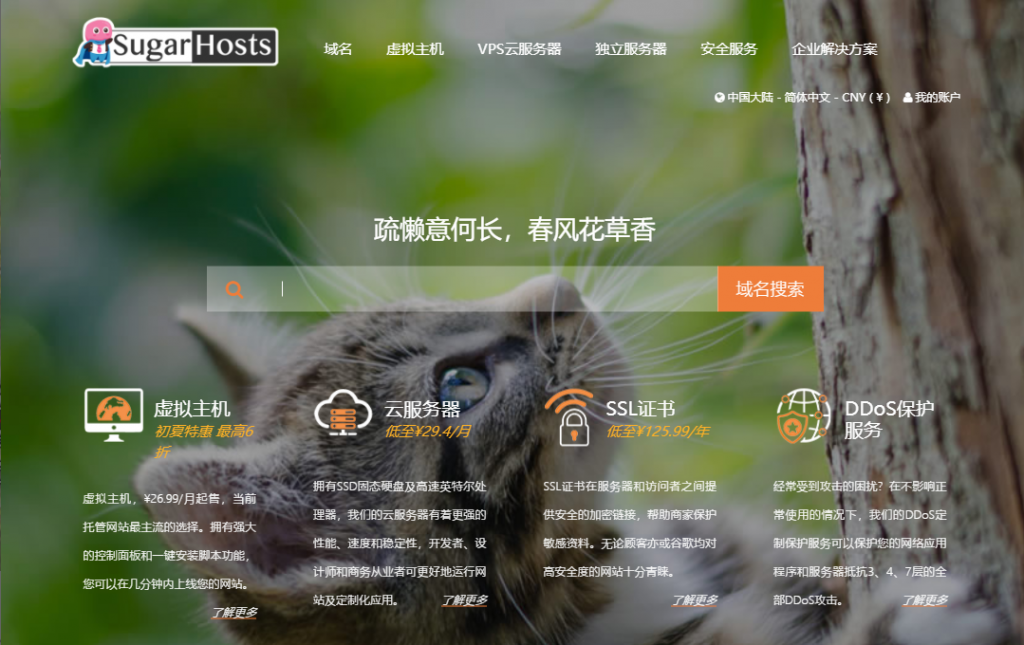 SugarHosts
域名 虚拟主机 VPS云服务器 独立服务器 安全服务 企业解决方案
中国大陆 - 简体中文 - CNY ( ¥ ) 我的账户
疏懒意何长，春风花草香
域名搜索
虚拟主机
初夏特惠 最高6
折
虚拟主机，¥26.99/月起售，当前
托管网站最主流的选择。拥有强大
的控制面板和一键安装脚本功能，
您可以在几分钟内上线您的网站。
了解更多
云服务器
低至¥29.4/月
拥有SSD固态硬盘及高速英特尔处
理器，我们的云服务器有着更强的
性能、速度和稳定性，开发者、设
计师和商务从业者可更好地运行网
站及定制化应用。
了解更多
SSL证书
低至¥125.99/年
SSL证书在服务器和访问者之间提
供安全的加密链接，帮助商家保护
敏感资料。无论顾客亦或谷歌均对
高安全度的网站十分青睐。
了解更多
DDoS保护
服务
经常受到攻击的困扰？在不影响正
常使用的情况下，我们的DDoS定
制保护服务可以保护您的网络应用
程序和服务器抵抗3、4、7层的全
部DDoS攻击。
了解更多